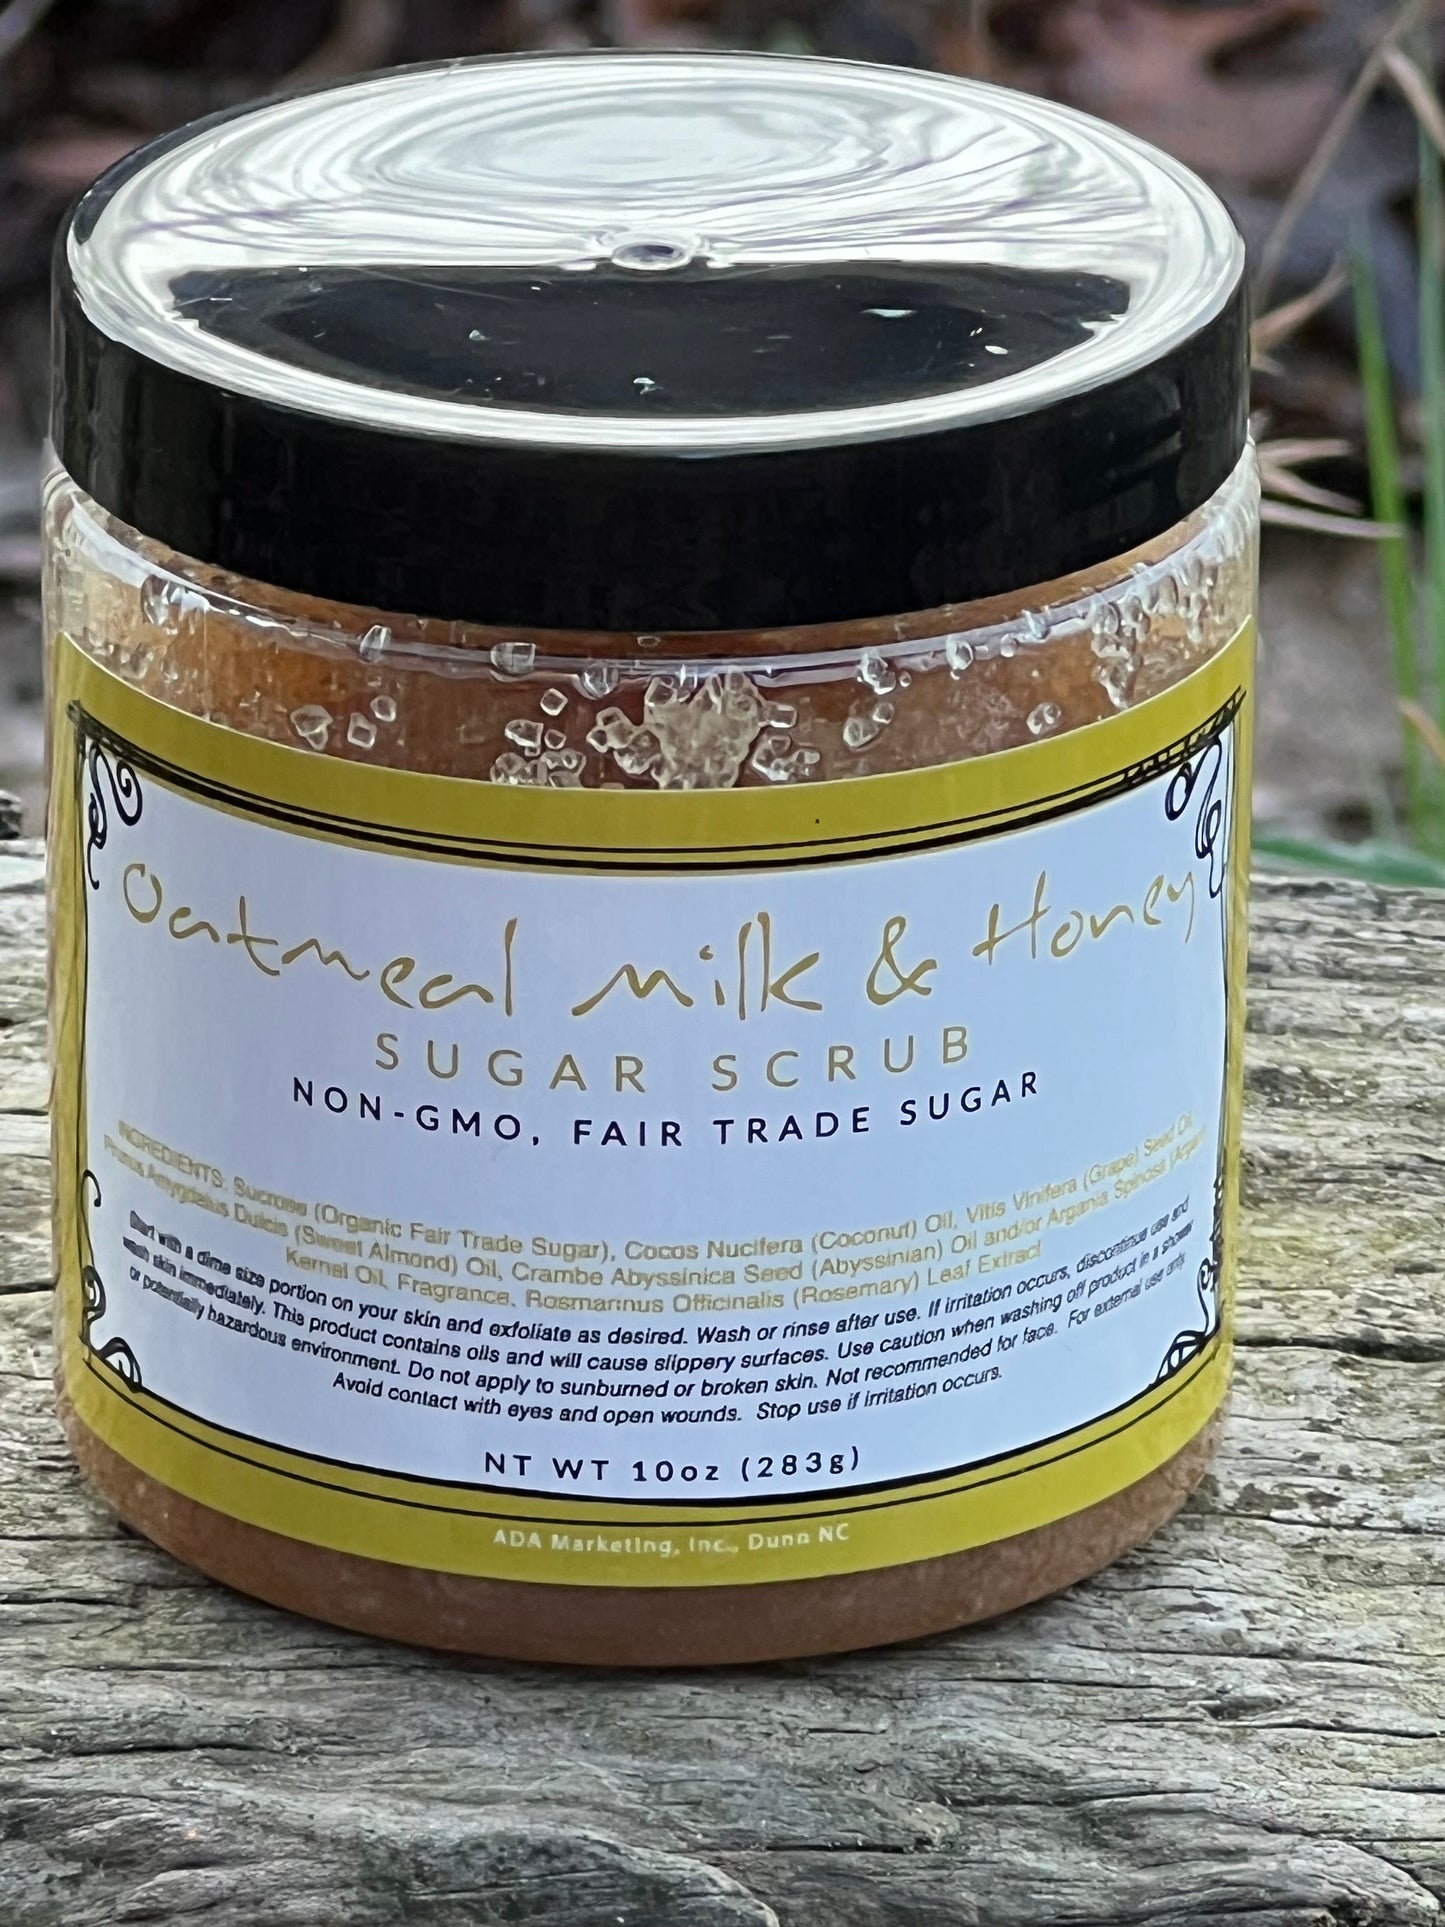 Oatmeal Milk & Honey
SUGAR SCRUB
NON-GMO, FAIR TRADE SUGAR
INGREDIENTS: Sucrose (Organic Fair Trade Sugar), Cocos Nucifera (Coconut) Oil, Vitis Vinifera (Grape) Seed Oil,
Prunus Amygdalus Dulcis (Sweet Almond) Oil, Crambe Abyssinica Seed (Abyssinian) Oil and/or Argania Spinosa (Argan)
Kernal Oil, Fragrance, Rosmarinus Officinalis (Rosemary) Leaf Extract
Start with a dime size portion on your skin and exfoliate as desired. Wash or rinse after use. If irritation occurs, discontinue use and
wash skin immediately. This product contains oils and will cause slippery surfaces. Use caution when washing off product in a shower
or potentially hazardous environment. Do not apply to sunburned or broken skin. Not recommended for face. For external use only.
Avoid contact with eyes and open wounds. Stop use if irritation occurs.
NT WT 10oz (283g)
ADA Marketing, Inc., Dunn NC